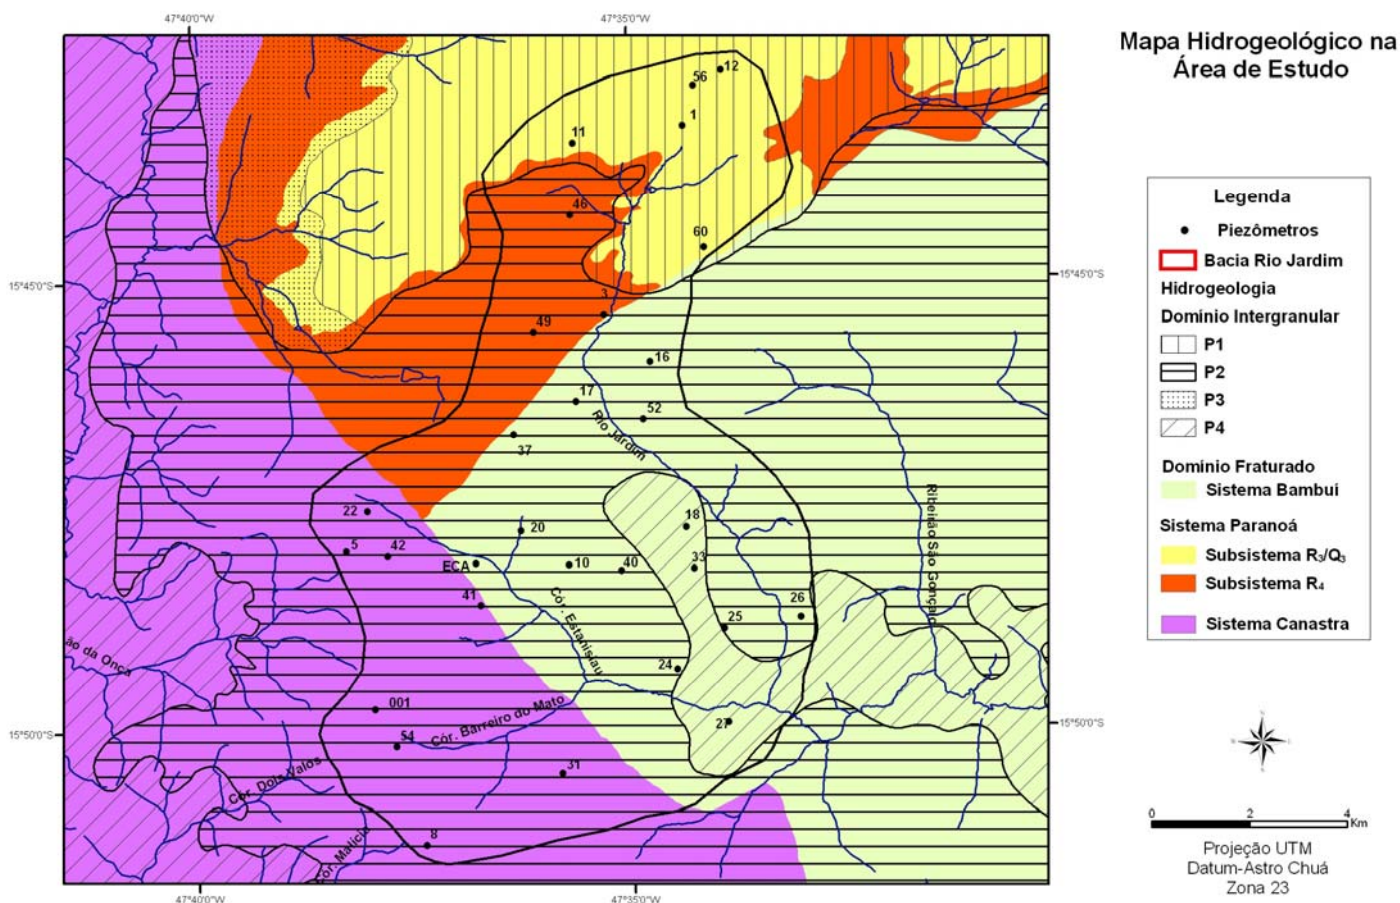 47°40'0"W
47°35'0"W
Mapa Hidrogeológico na
Área de Estudo
12
56
1
11
46
60
15°45'0"S
15°45'0"S
3
49
16
17
52
Rio Jardim
37
22
18
20
5
42
ECA
10
40
33
41
26
25
Cór. Estanislau
Ribeirão São Gonçalo
24
ão da Onça
001
27
Cór. Barreiro do Mato
54
15°50'0"S
15°50'0"S
31
Cór. Dois Valos
8
Cór. Malícia
47°40'0"W
47°35'0"W
Legenda
Piezômetros
Bacia Rio Jardim
Hidrogeologia
Domínio Intergranular
P1
P2
P3
P4
Domínio Fraturado
Sistema Bambuí
Sistema Paranoá
Subsistema R₃/Q₃
Subsistema R₄
Sistema Canastra
0 2 4
Km
Projeção UTM
Datum-Astro Chuá
Zona 23